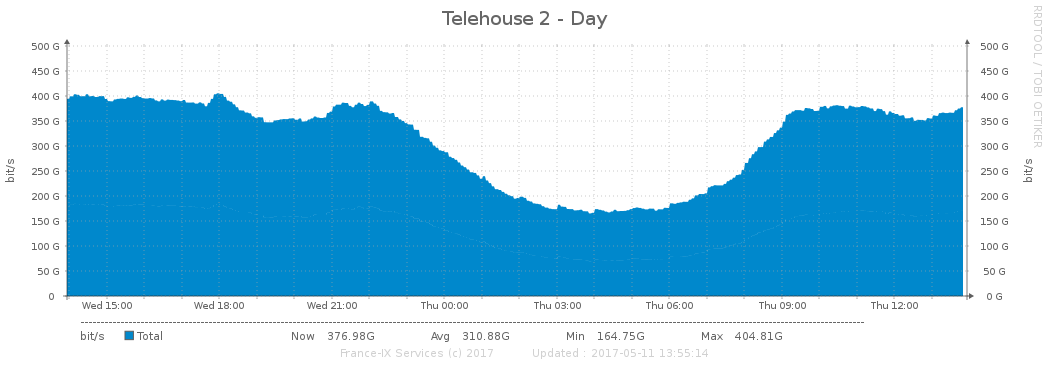 Telehouse 2 - Day
RRDTOOL / TOBI OETIKER
500 G 500 G
450 G 450 G
400 G 400 G
350 G 350 G
300 G 300 G
250 G 250 G
200 G 200 G
150 G 150 G
100 G 100 G
50 G 50 G
0 0 G
bit/s bit/s
Wed 15:00 Wed 18:00 Wed 21:00 Thu 00:00 Thu 03:00 Thu 06:00 Thu 09:00 Thu 12:00
bit/s Total Now 376.98G Avg 310.88G Min 164.75G Max 404.81G
France-IX Services (c) 2017 Updated : 2017-05-11 13:55:14